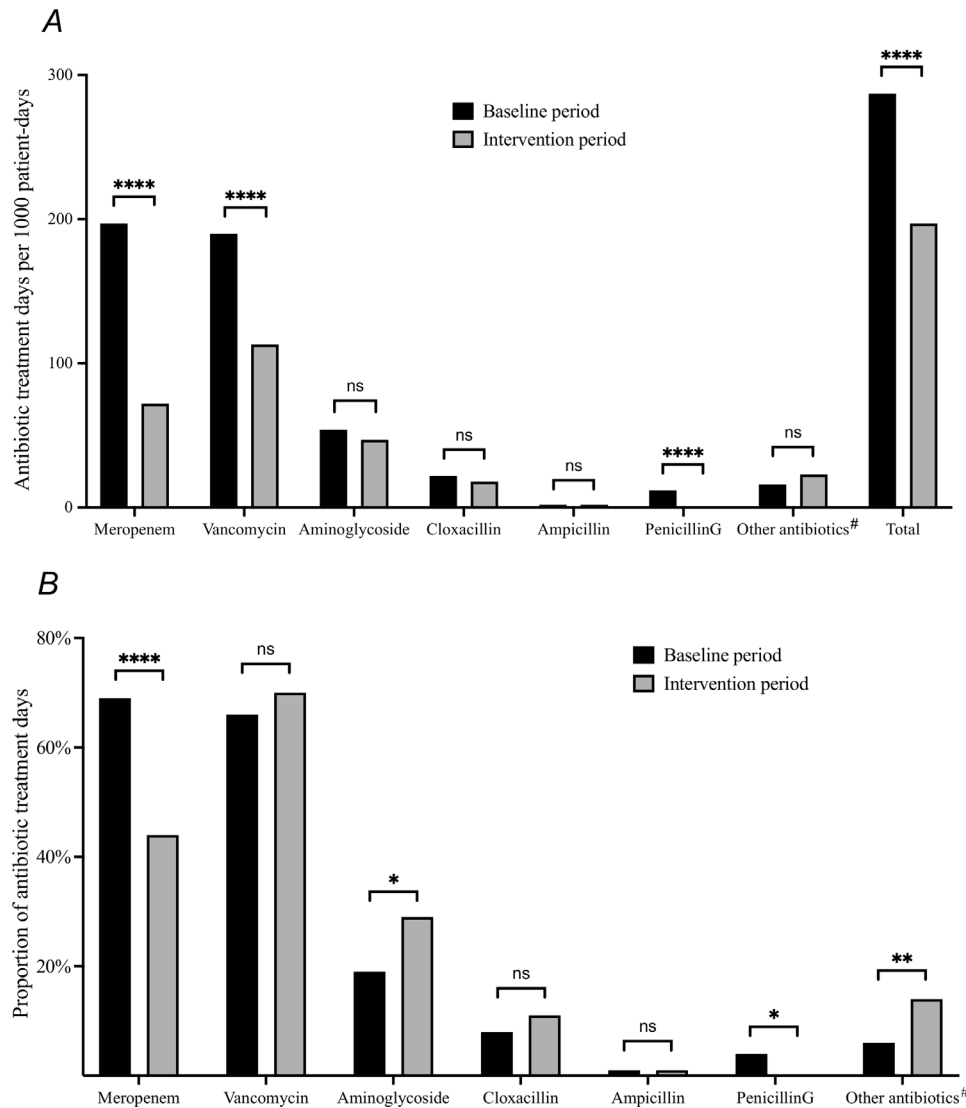 A
Antibiotic treatment days per 1000 patient-days
300
200
100
0
Baseline period
Intervention period
**** **** ns ns ns **** ns ****
Meropenem Vancomycin Aminoglycoside Cloxacillin Ampicillin PenicillinG Other antibiotics# Total
B
Proportion of antibiotic treatment days
80%
60%
40%
20%
Baseline period
Intervention period
**** ns * ns ns * **
Meropenem Vancomycin Aminoglycoside Cloxacillin Ampicillin PenicillinG Other antibiotics#